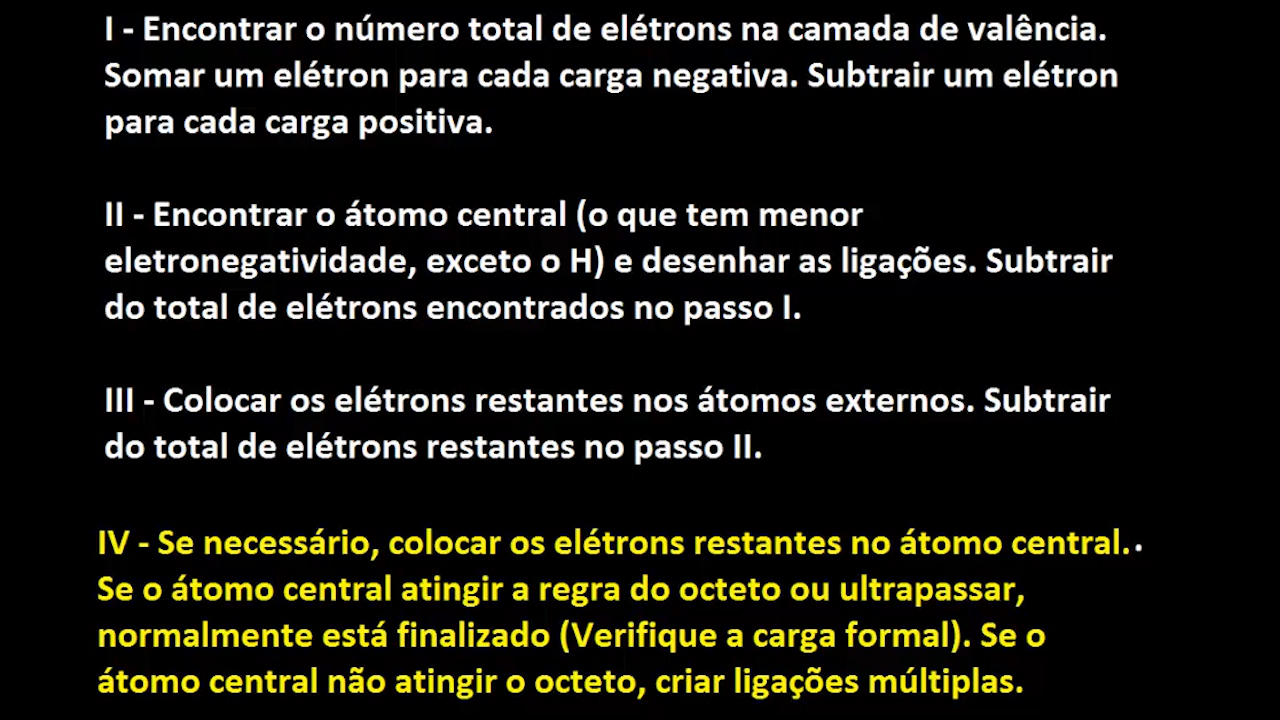 I - Encontrar o número total de elétrons na camada de valência.
Somar um elétron para cada carga negativa. Subtrair um elétron
para cada carga positiva.
II - Encontrar o átomo central (o que tem menor
eletronegatividade, exceto o H) e desenhar as ligações. Subtrair
do total de elétrons encontrados no passo I.
III - Colocar os elétrons restantes nos átomos externos. Subtrair
do total de elétrons restantes no passo II.
IV - Se necessário, colocar os elétrons restantes no átomo central.
Se o átomo central atingir a regra do octeto ou ultrapassar,
normalmente está finalizado (Verifique a carga formal). Se o
átomo central não atingir o octeto, criar ligações múltiplas.